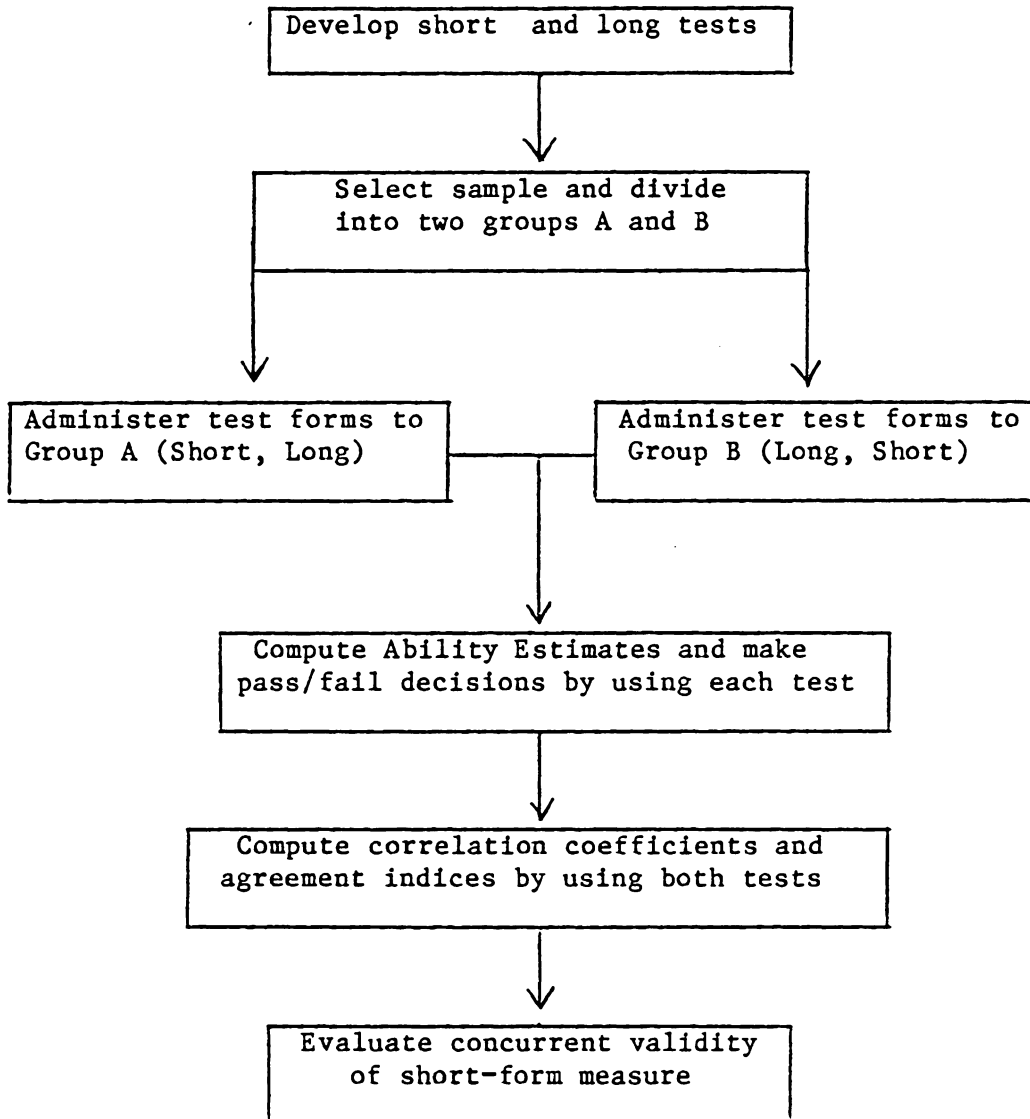 Develop short and long tests
Select sample and divide
into two groups A and B
Administer test forms to
Group A (Short, Long)
Administer test forms to
Group B (Long, Short)
Compute Ability Estimates and make
pass/fail decisions by using each test
Compute correlation coefficients and
agreement indices by using both tests
Evaluate concurrent validity
of short-form measure